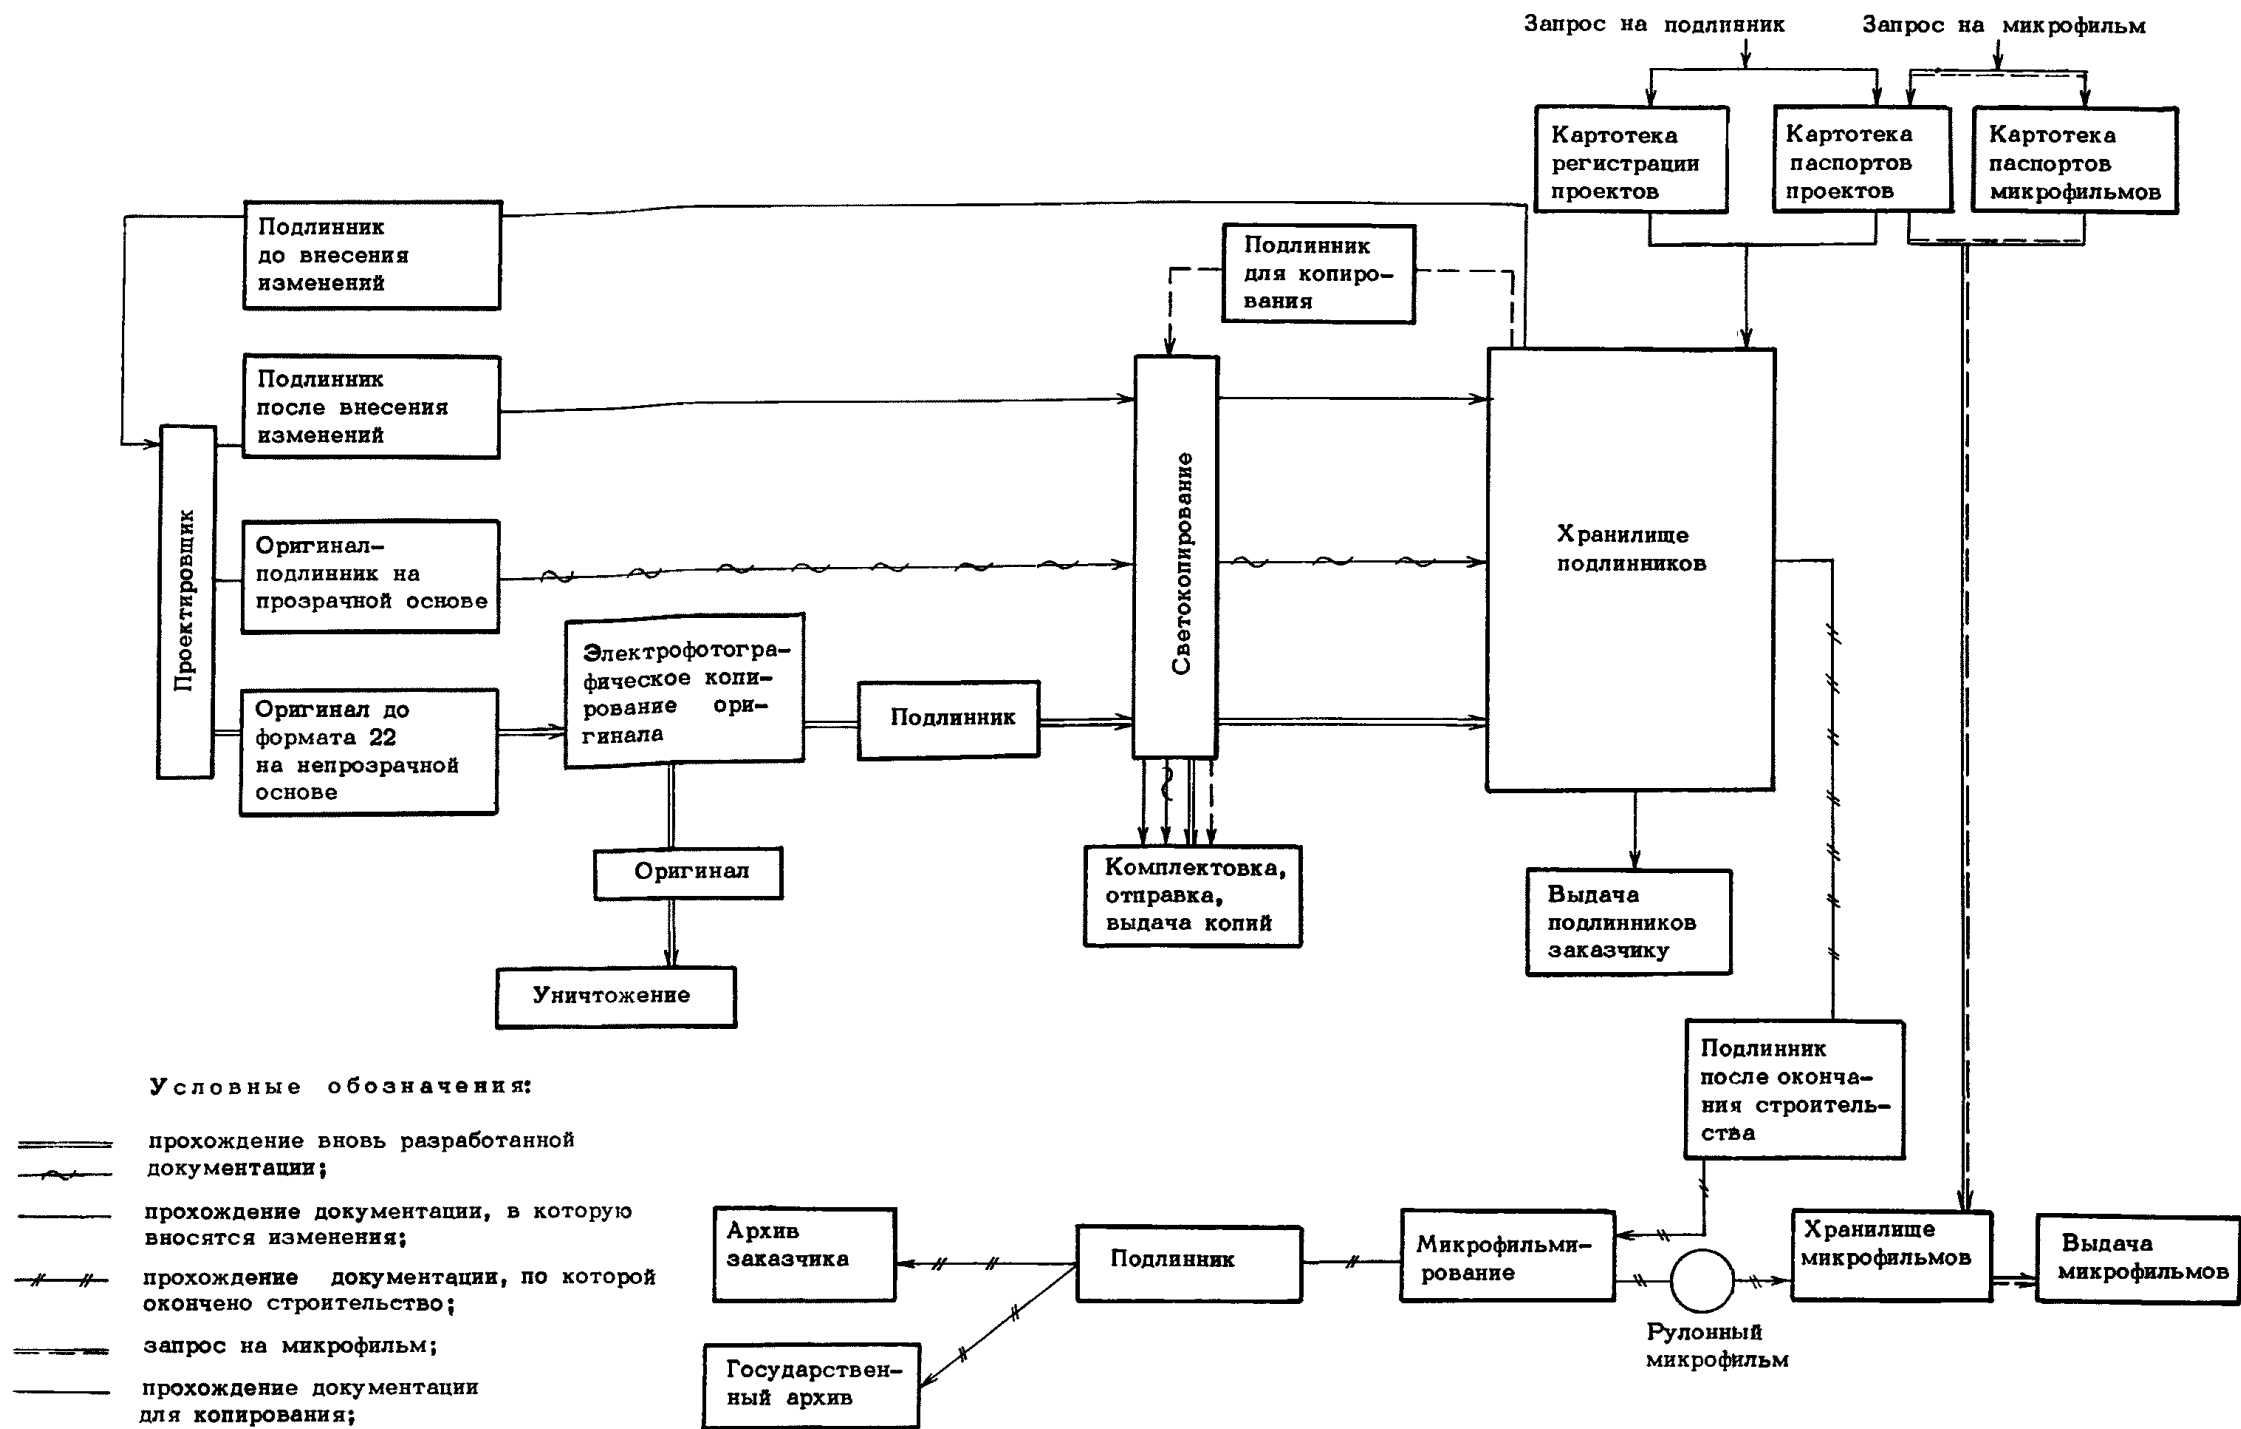 Запрос на подлинник
Запрос на микрофильм
Картотека
регистрации
проектов
Картотека
паспортов
проектов
Картотека
паспортов
микрофильмов
Подлинник
до внесения
изменений
Подлинник
для копиро-
вания
Подлинник
после внесения
изменений
Проектировщик
Оригинал-
подлинник на
прозрачной основе
Светокопирование
Хранилище
подлинников
Электрофотогра-
фическое копи-
рование ори-
гинала
Подлинник
Оригинал до
формата 22
на непрозрачной
основе
Оригинал
Уничтожение
Комплектовка,
отправка,
выдача копий
Выдача
подлинников
заказчику
Подлинник
после оконча-
ния строитель-
ства
Условные обозначения:
прохождение вновь разработанной
документации;
прохождение документации, в которую
вносятся изменения;
прохождение документации, по которой
окончено строительство;
запрос на микрофильм;
прохождение документации
для копирования;
Архив
заказчика
Государствен-
ный архив
Подлинник
Микрофильми-
рование
Рулонный
микрофильм
Хранилище
микрофильмов
Выдача
микрофильмов